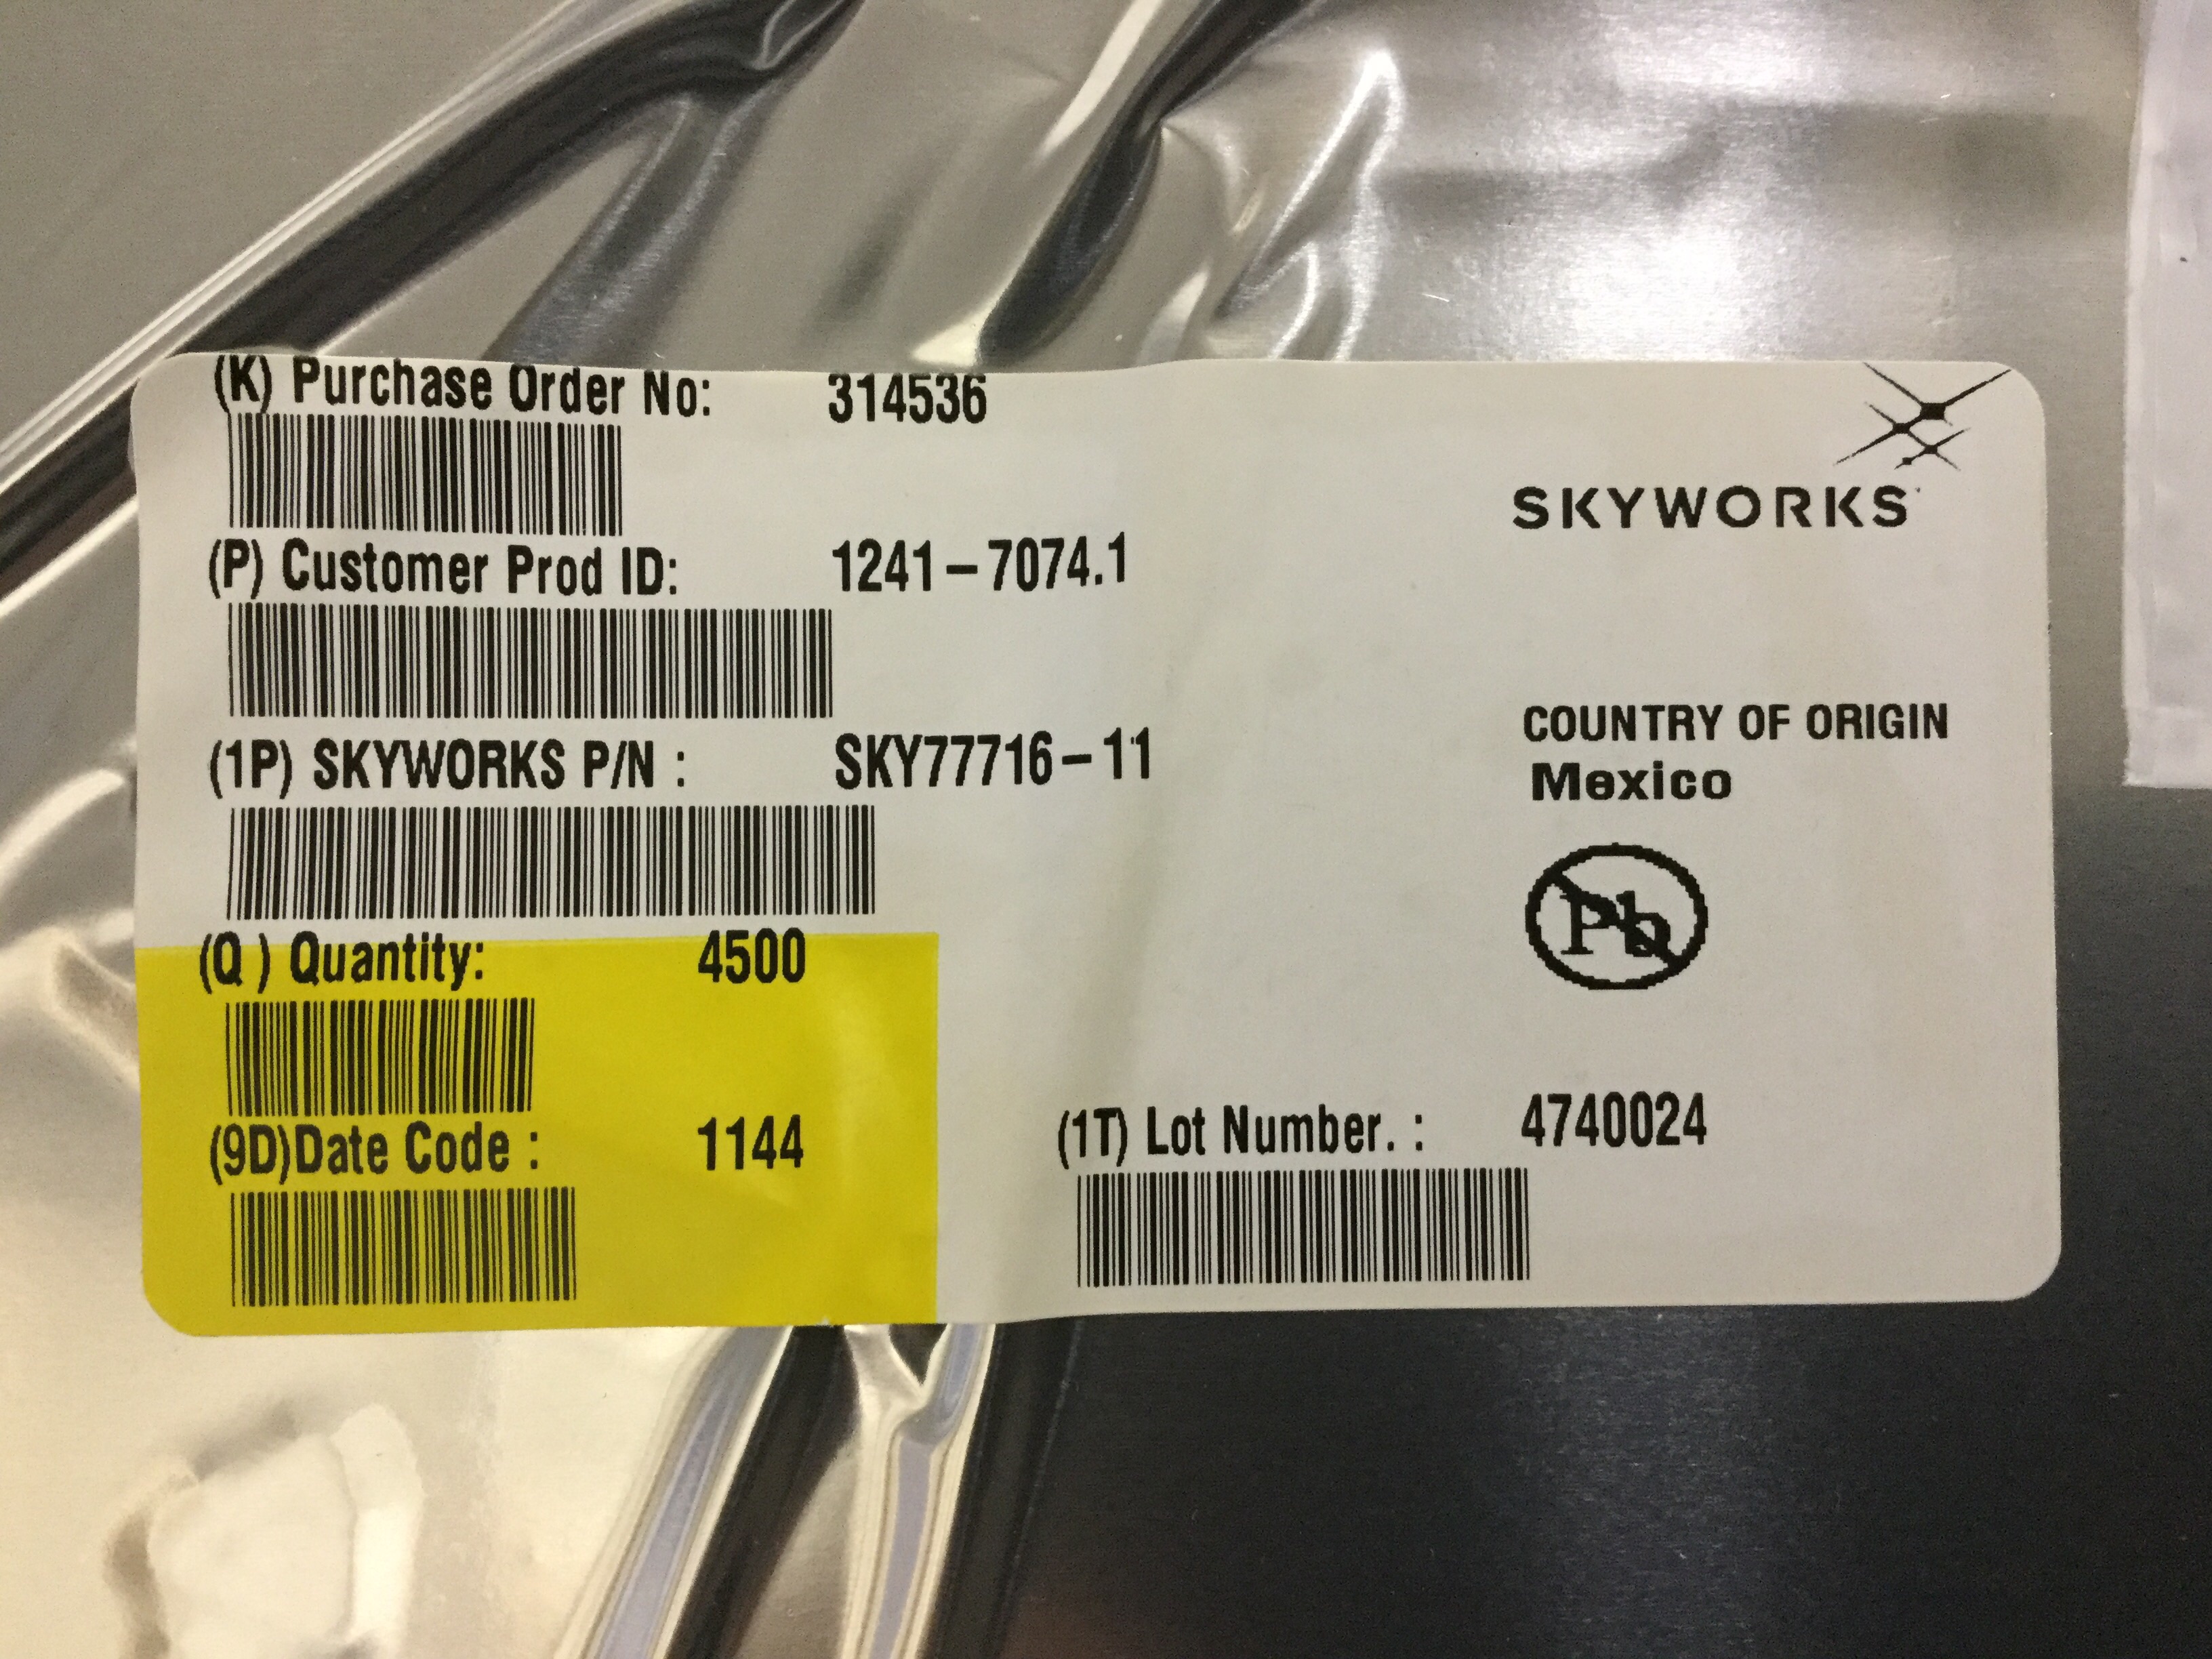 (K) Purchase Order No: 314536
SKYWORKS
(P) Customer Prod ID: 1241-7074.1
(1P) SKYWORKS P/N : SKY77716-11
COUNTRY OF ORIGIN
Mexico
Pb
(Q ) Quantity: 4500
(9D)Date Code : 1144
(1T) Lot Number. : 4740024